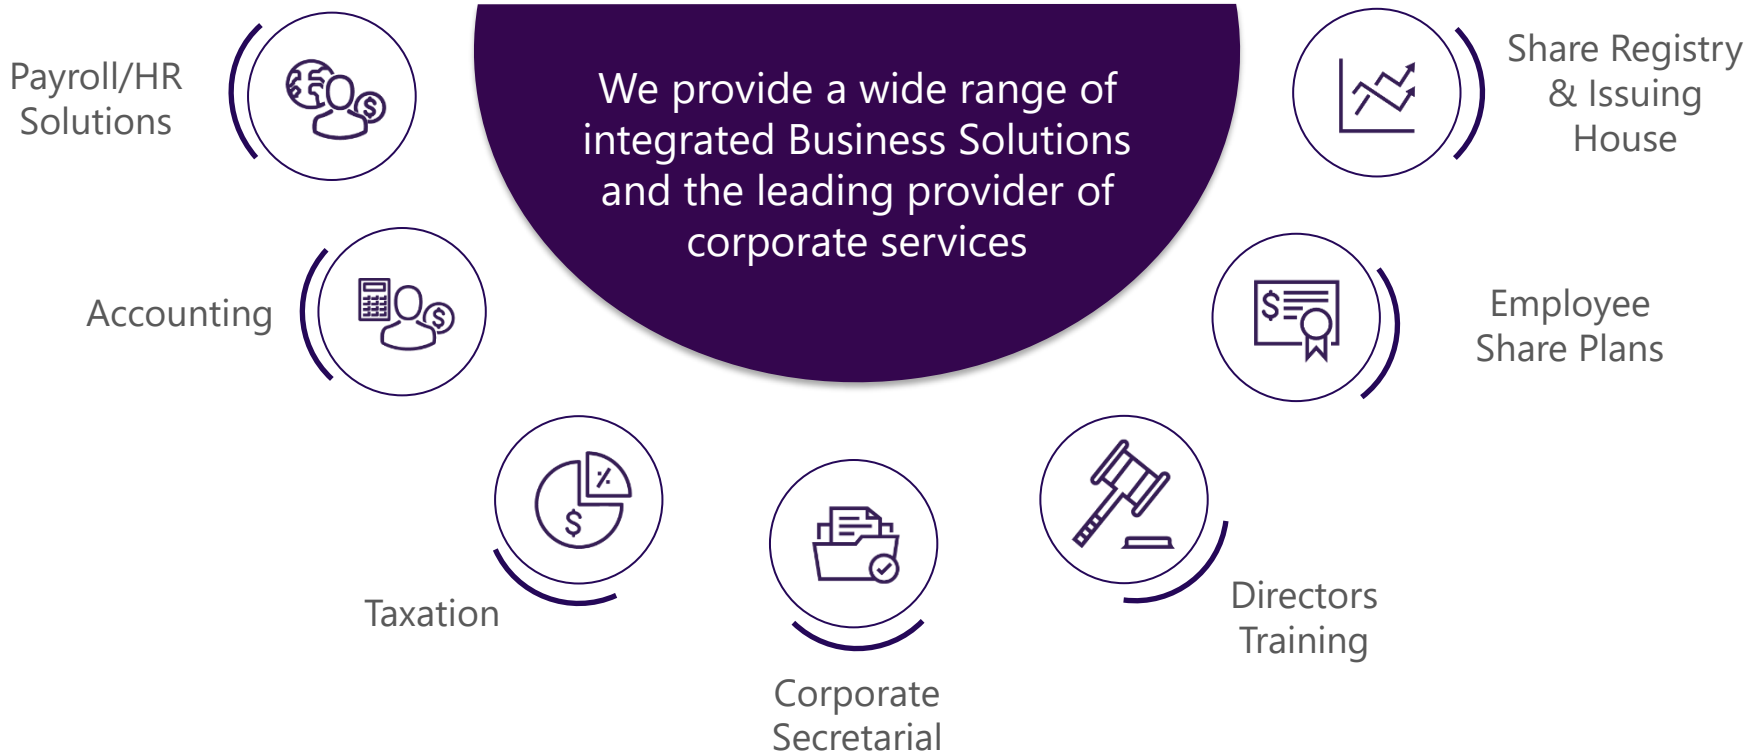 We provide a wide range of
integrated Business Solutions
and the leading provider of
corporate services
Payroll/HR
Solutions
Accounting
Taxation
Corporate
Secretarial
Directors
Training
Employee
Share Plans
Share Registry
& Issuing
House
$
$
%
$
$